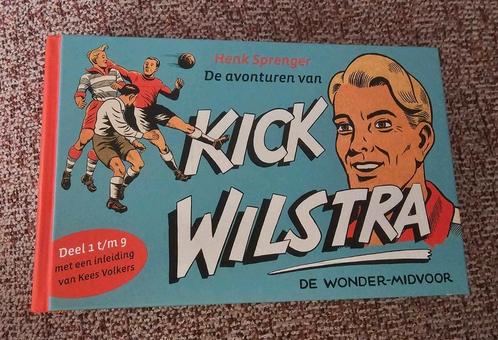 Henk Sprenger
De avonturen van
KICK
WILSTRA
DE WONDER-MIDVOOR
Deel 1 t/m 9
met een inleiding
van Kees Volkers